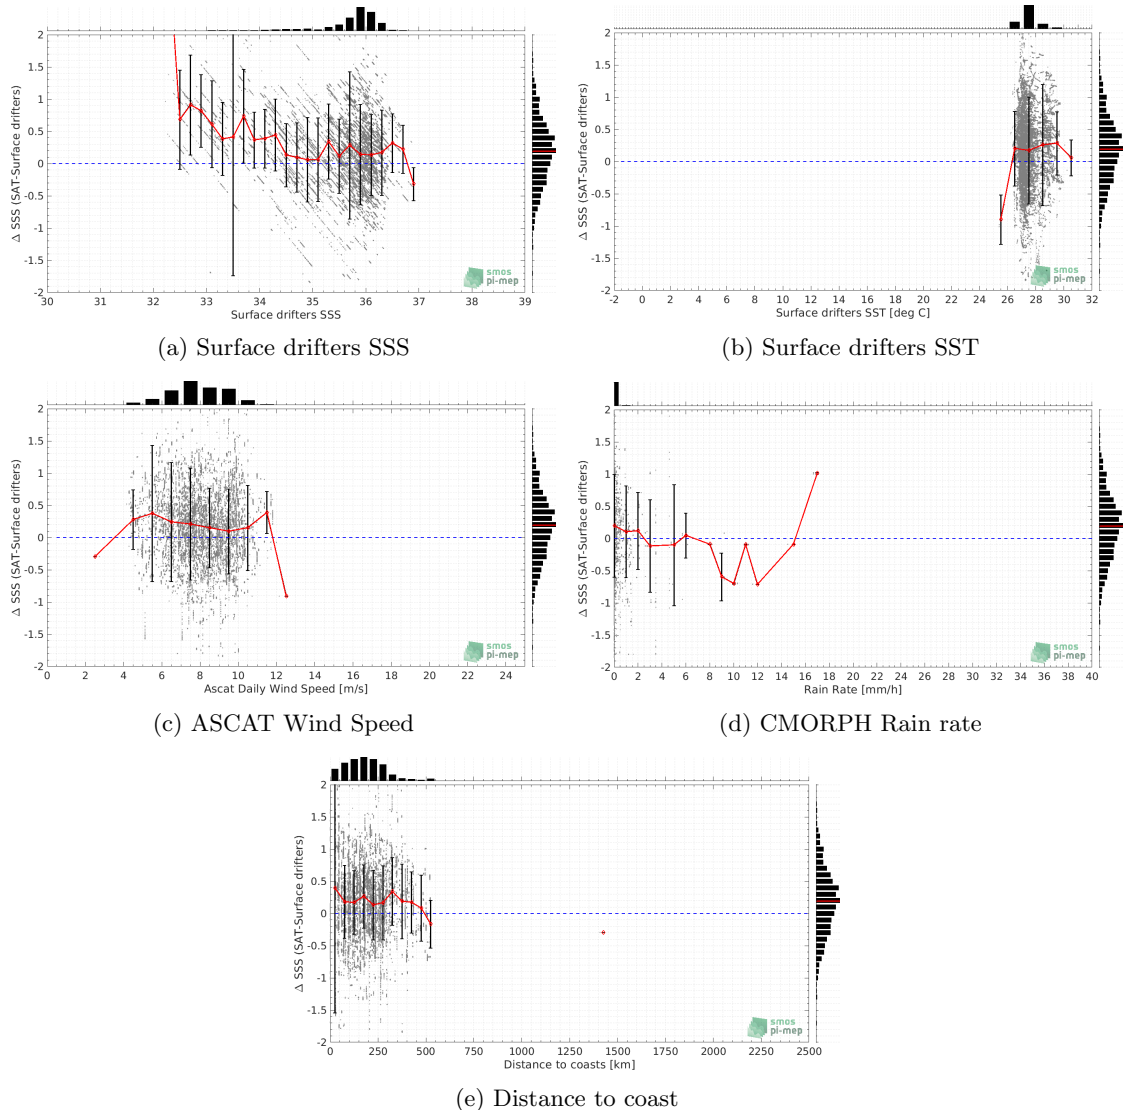 2
1.5
1
0.5
0
-0.5
-1
-1.5
-2
Δ SSS (SAT-Surface drifters)
30 31 32 33 34 35 36 37 38 39
Surface drifters SSS
smos
pi-mep
(a) Surface drifters SSS
2
1.5
1
0.5
0
-0.5
-1
-1.5
-2
Δ SSS (SAT-Surface drifters)
-2 0 2 4 6 8 10 12 14 16 18 20 22 24 26 28 30 32
Surface drifters SST [deg C]
smos
pi-mep
(b) Surface drifters SST
2
1.5
1
0.5
0
-0.5
-1
-1.5
-2
Δ SSS (SAT-Surface drifters)
0 2 4 6 8 10 12 14 16 18 20 22 24
Ascat Daily Wind Speed [m/s]
smos
pi-mep
(c) ASCAT Wind Speed
2
1.5
1
0.5
0
-0.5
-1
-1.5
-2
Δ SSS (SAT-Surface drifters)
0 2 4 6 8 10 12 14 16 18 20 22 24 26 28 30 32 34 36 38 40
Rain Rate [mm/h]
smos
pi-mep
(d) CMORPH Rain rate
2
1.5
1
0.5
0
-0.5
-1
-1.5
-2
Δ SSS (SAT-Surface drifters)
0 250 500 750 1000 1250 1500 1750 2000 2250 2500
Distance to coasts [km]
smos
pi-mep
(e) Distance to coast